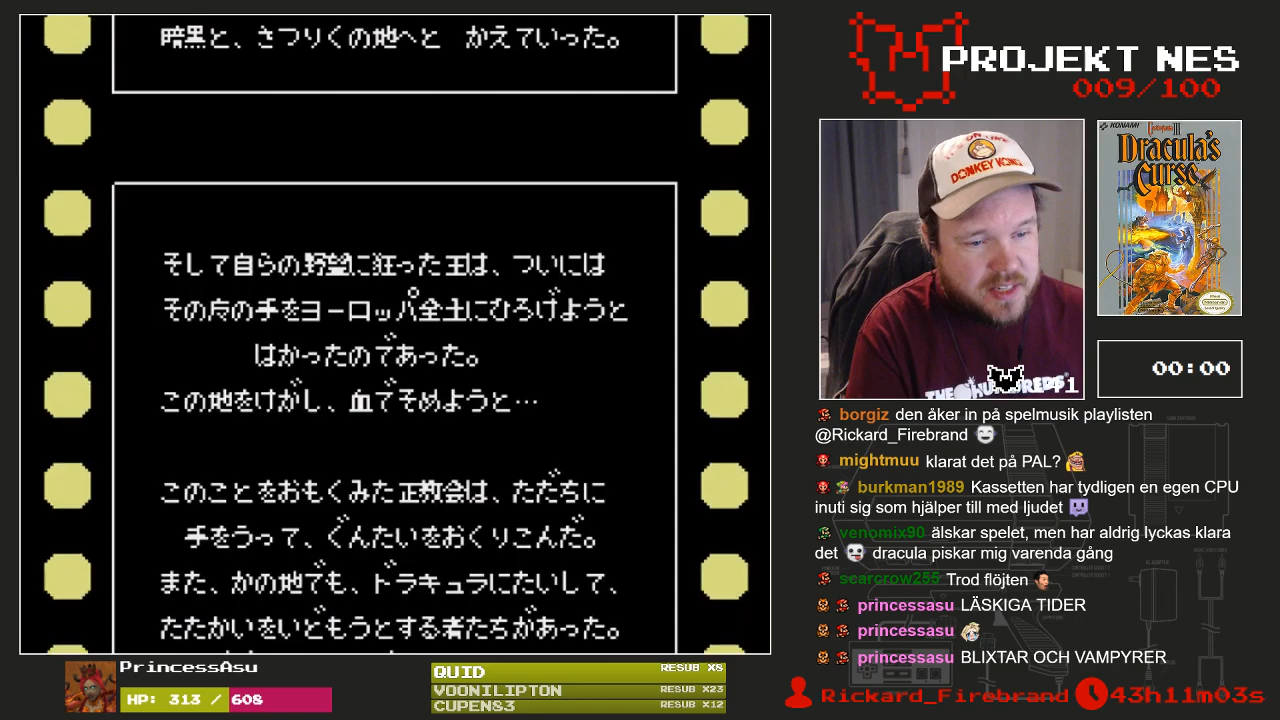 暗黒と、さつりくの地へと　かえていった。
そして自らの野望に狂った王は、ついには
その魔の手をヨーロッパ全土にひろげようと
はかったのであった。
この地をけがし、血でそめようと…
このことをおもくみた正教会は、ただちに
手をうって、ぐんたいをおくりこんだ。
また、かの地でも、ドラキュラにたいして、
たたかいをいどもうとする者たちがあった。
PROJEKT NES
009/100
IT'S ON LIKE
DONKEY KONG
THE HUNDREDS
+1
KONAMI
Castlevania III
Dracula's
Curse
00:00
borgiz den åker in på spelmusik playlisten
@Rickard_Firebrand
mightmuu klarat det på PAL?
burkman1989 Kassetten har tydligen en egen CPU
inuti sig som hjälper till med ljudet
venomix90 älskar spelet, men har aldrig lyckas klara
det dracula piskar mig varenda gång
scarcrow255 Trod flöjten
princessasu LÄSKIGA TIDER
princessasu
princessasu BLIXTAR OCH VAMPYRER
PrincessAsu
HP: 313 / 608
QUID RESUB X8
VOONILIPTON RESUB X23
CUPEN83 RESUB X12
Rickard_Firebrand 43h11m03s